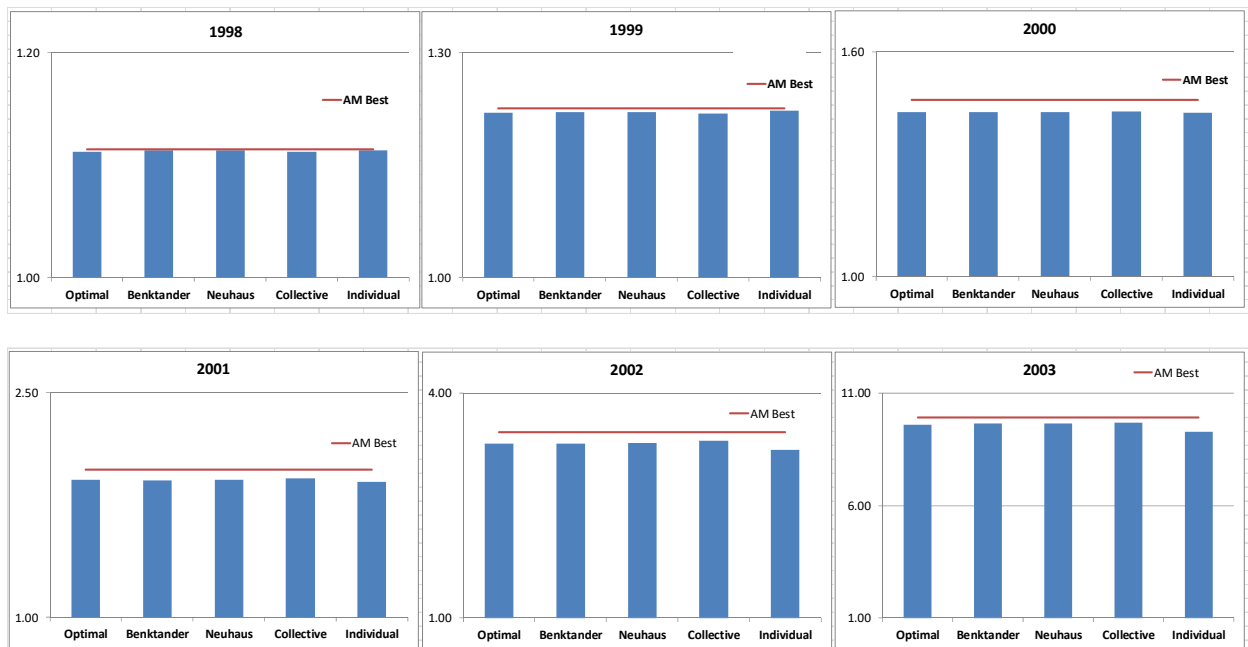 1998
1.20
AM Best
1.00
Optimal Benktander Neuhaus Collective Individual
1999
1.30
AM Best
1.00
Optimal Benktander Neuhaus Collective Individual
2000
1.60
AM Best
1.00
Optimal Benktander Neuhaus Collective Individual
2001
2.50
AM Best
1.00
Optimal Benktander Neuhaus Collective Individual
2002
4.00
AM Best
1.00
Optimal Benktander Neuhaus Collective Individual
2003
AM Best
11.00
6.00
1.00
Optimal Benktander Neuhaus Collective Individual